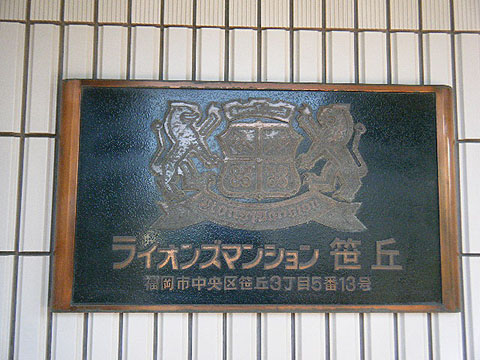 ライオンズマンション 笹丘
福岡市中央区笹丘3丁目5番13号